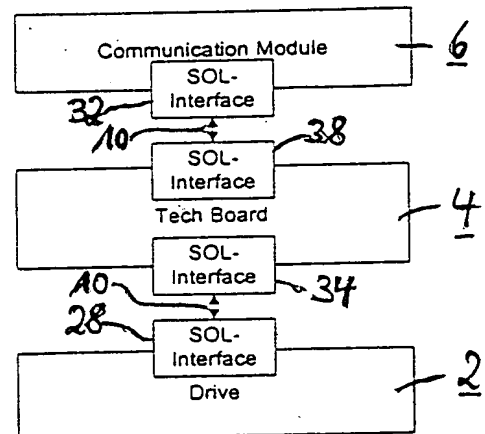 Communication Module
6
SOL-
Interface
32
10
38
SOL-
Interface
Tech Board
4
SOL-
Interface
34
10
28
SOL-
Interface
Drive
2